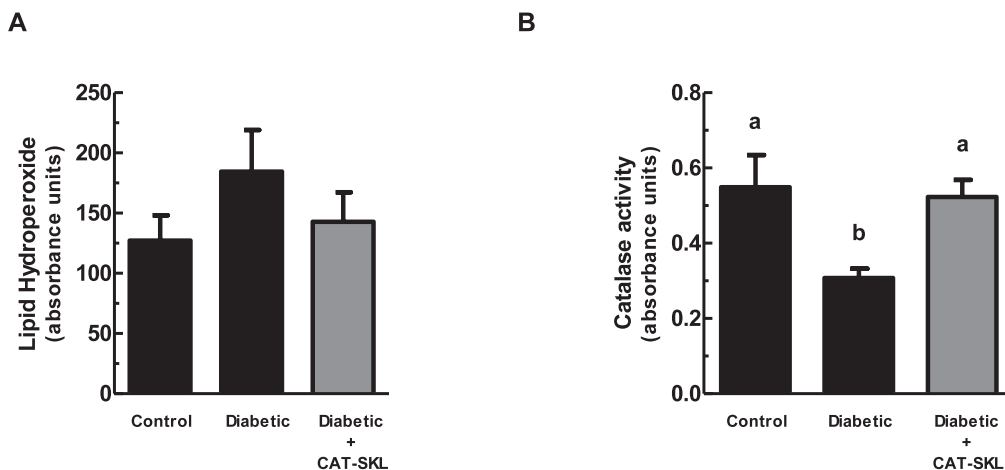 A
Lipid Hydroperoxide
(absorbance units)
250
200
150
100
50
0
Control
Diabetic
Diabetic
+
CAT-SKL
B
Catalase activity
(absorbance units)
0.8
0.6
0.4
0.2
0.0
a
b
a
Control
Diabetic
Diabetic
+
CAT-SKL